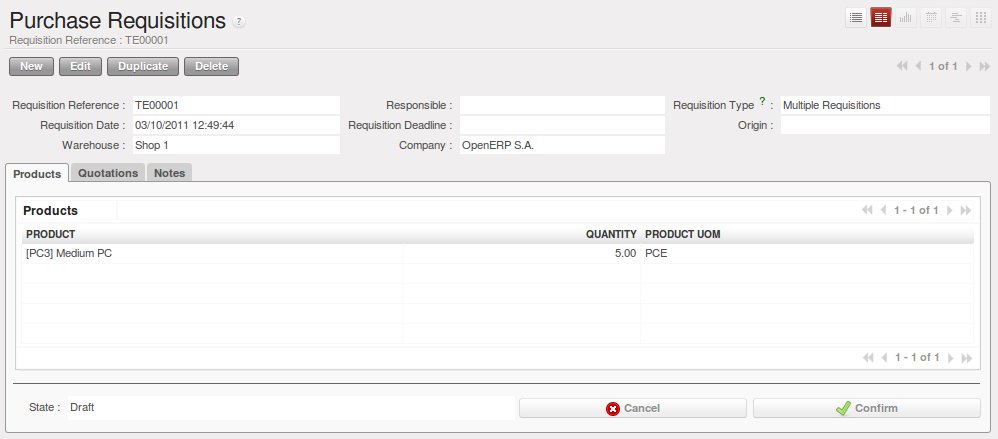 Purchase Requisitions ?
Requisition Reference : TE00001
New Edit Duplicate Delete 1 of 1
Requisition Reference : TE00001 Responsible : Requisition Type ? : Multiple Requisitions
Requisition Date : 03/10/2011 12:49:44 Requisition Deadline : Origin :
Warehouse : Shop 1 Company : OpenERP S.A.
Products Quotations Notes
Products 1 - 1 of 1
PRODUCT QUANTITY PRODUCT UOM
[PC3] Medium PC 5.00 PCE
1 - 1 of 1
State : Draft Cancel Confirm